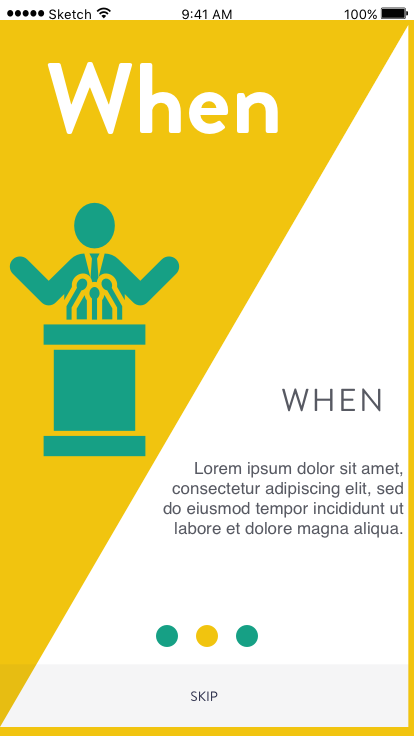 Sketch 9:41 AM 100%
When
WHEN
Lorem ipsum dolor sit amet,
consectetur adipiscing elit, sed
do eiusmod tempor incididunt ut
labore et dolore magna aliqua.
SKIP